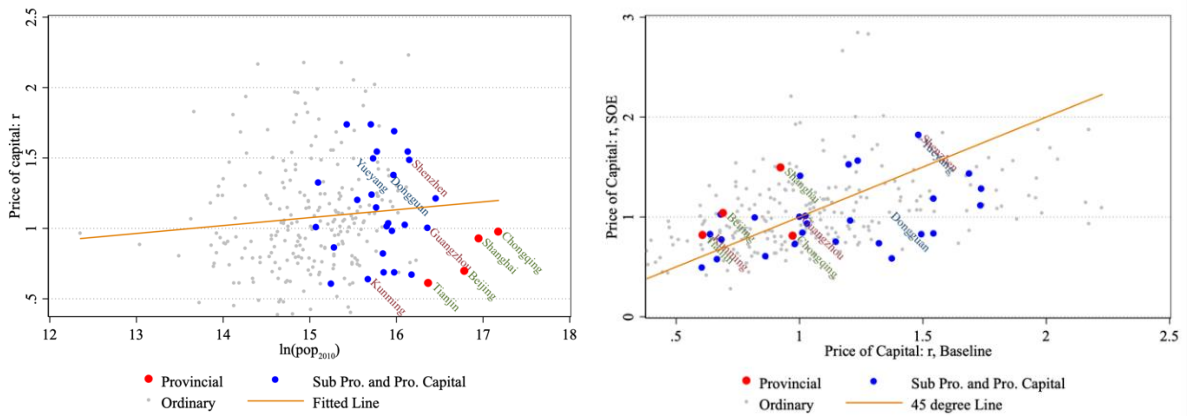 2.5
2
1.5
1
.5
Price of capital: r
Yueyang
Dongguan
Shenzhen
Guangzhou
Shanghai
Chongqing
Beijing
Tianjin
Kunming
12
13
14
15
16
17
18
ln(pop2010)
Provincial
Sub Pro. and Pro. Capital
Ordinary
Fitted Line
3
2
1
0
Price of Capital: r, SOE
Shenzhen
Yueyang
Shanghai
Beijing
Guangzhou
Dongguan
Chongqing
.5
1
1.5
2
2.5
Price of Capital: r, Baseline
Provincial
Sub Pro. and Pro. Capital
Ordinary
45 degree Line